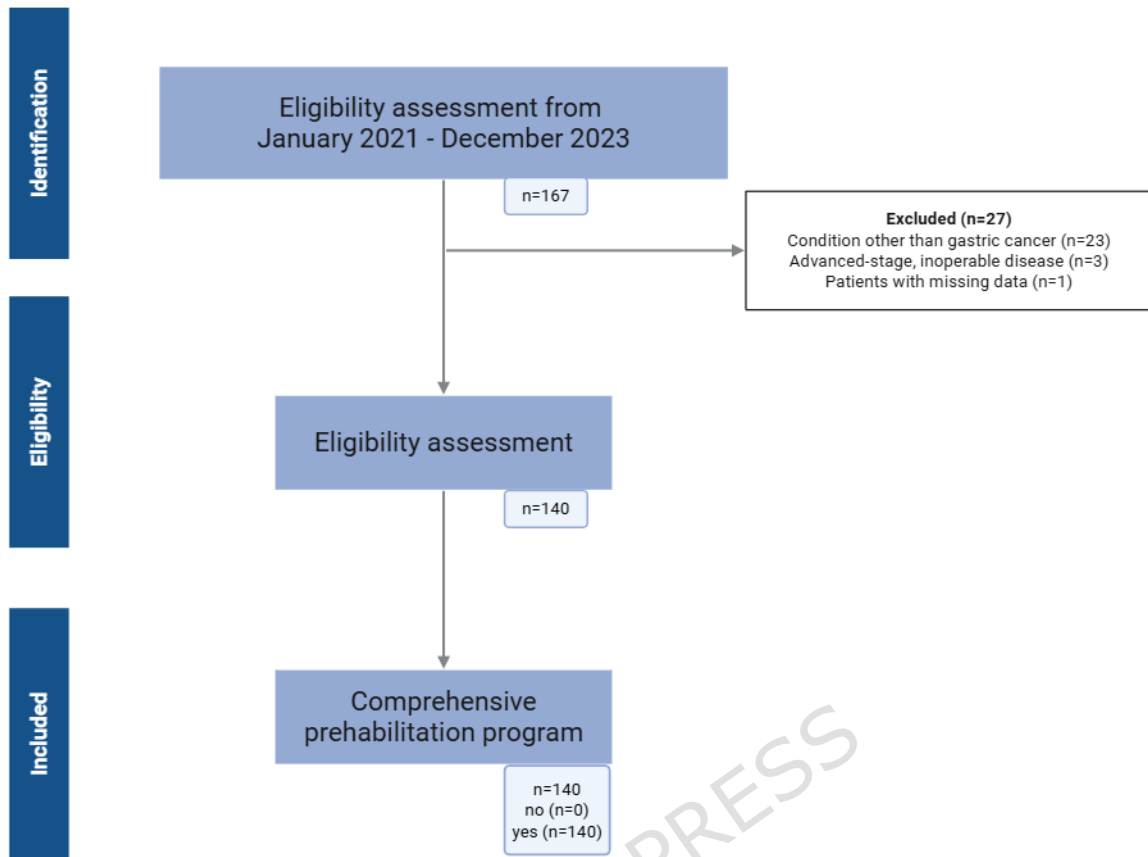 Identification
Eligibility assessment from
January 2021 - December 2023
n=167
Excluded (n=27)
Condition other than gastric cancer (n=23)
Advanced-stage, inoperable disease (n=3)
Patients with missing data (n=1)
Eligibility
Eligibility assessment
n=140
Included
Comprehensive
prehabilitation program
n=140
no (n=0)
yes (n=140)
PRESS